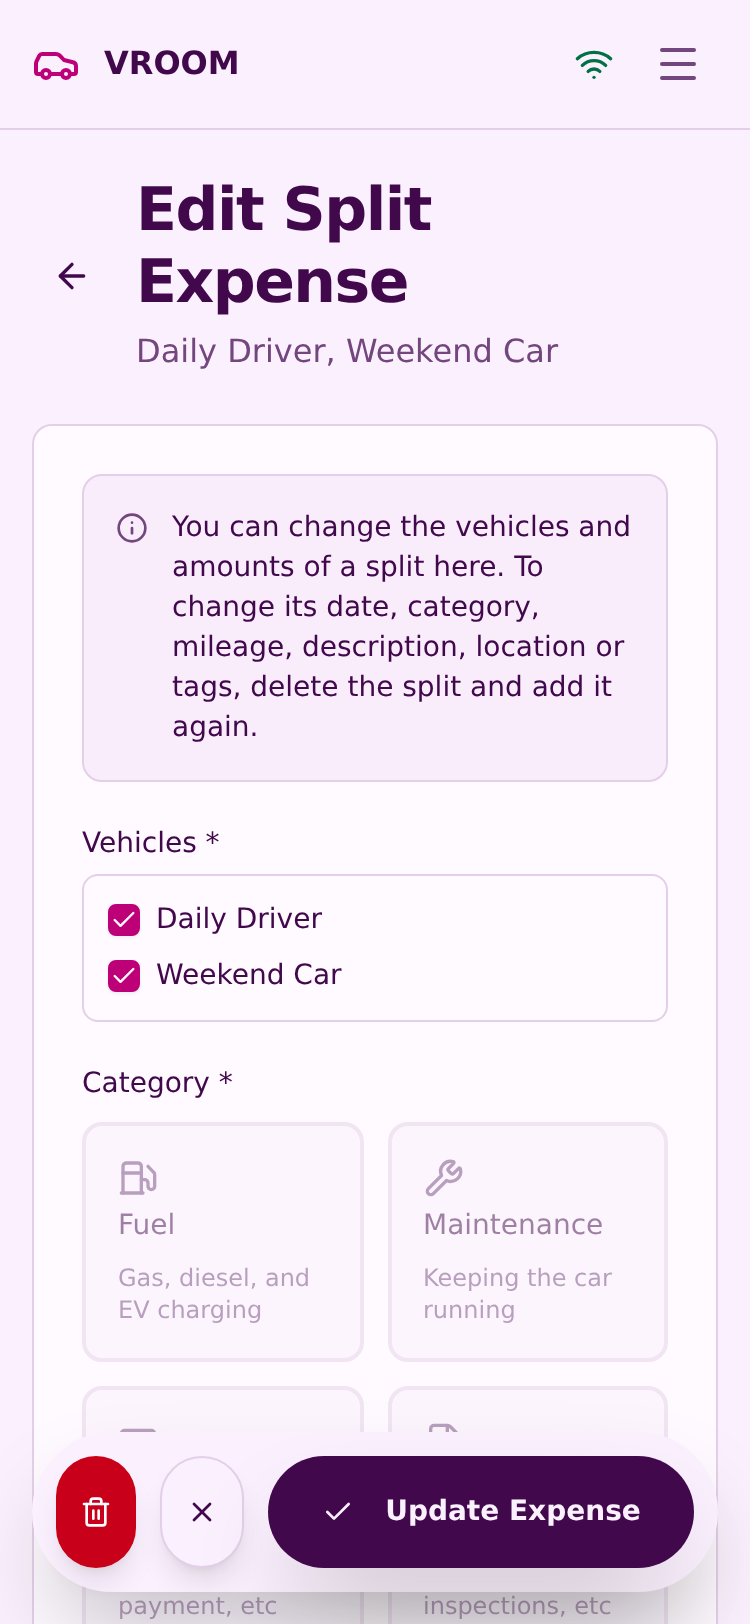 VROOM
Edit Split
Expense
Daily Driver, Weekend Car
You can change the vehicles and
amounts of a split here. To
change its date, category,
mileage, description, location or
tags, delete the split and add it
again.
Vehicles *
Daily Driver
Weekend Car
Category *
Fuel
Maintenance
Gas, diesel, and
EV charging
Keeping the car
running
Update Expense
payment, etc
inspections, etc